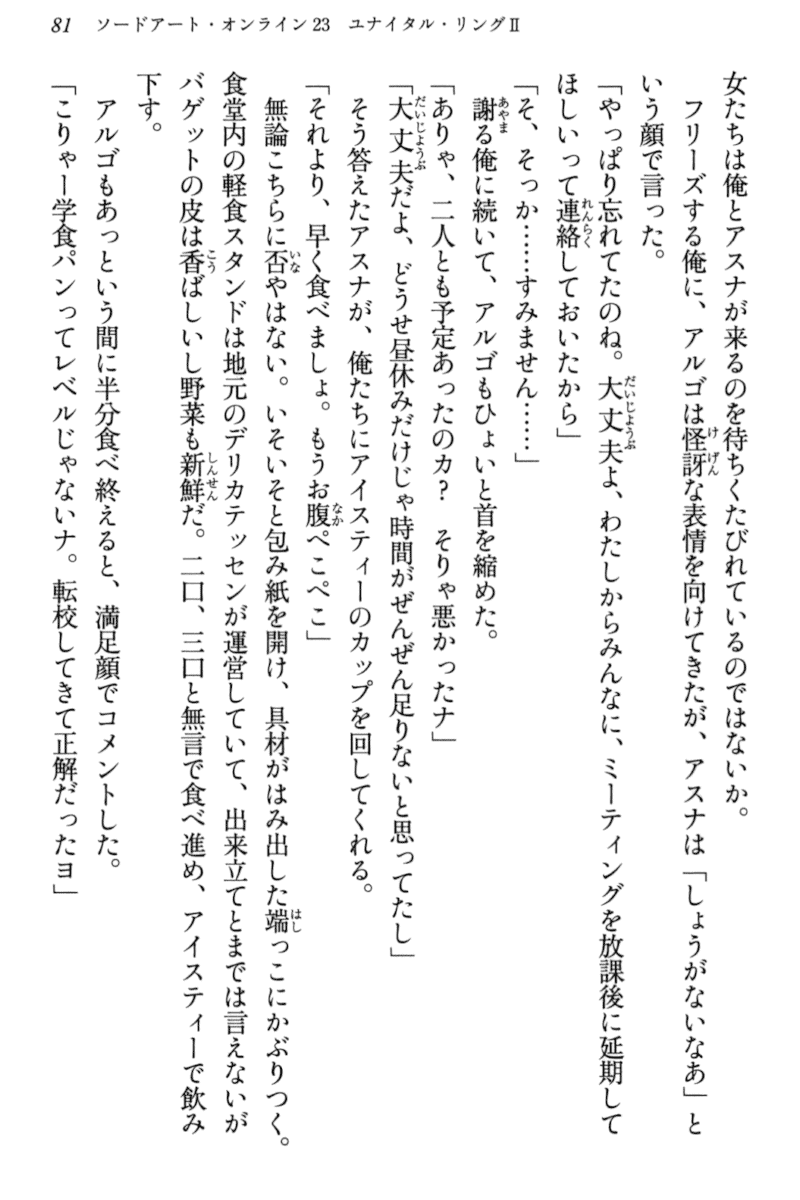 81　ソードアート・オンライン23　ユナイタル・リングⅡ
女たちは俺とアスナが来るのを待ちくたびれているのではないか。
　フリーズする俺に、アルゴは怪訝な表情を向けてきたが、アスナは「しょうがないなあ」と
いう顔で言った。
「やっぱり忘れてたのね。大丈夫よ、わたしからみんなに、ミーティングを放課後に延期して
ほしいって連絡しておいたから」
「そ、そっか……すみません……」
　謝る俺に続いて、アルゴもひょいと首を縮めた。
「ありゃ、二人とも予定あったのカ？　そりゃ悪かったナ」
「大丈夫だよ、どうせ昼休みだけじゃ時間がぜんぜん足りないと思ってたし」
　そう答えたアスナが、俺たちにアイスティーのカップを回してくれる。
「それより、早く食べましょ。もうお腹ぺこぺこ」
　無論こちらに否やはない。いそいそと包み紙を開け、具材がはみ出した端っこにかぶりつく。
食堂内の軽食スタンドは地元のデリカテッセンが運営していて、出来立てとまでは言えないが
バゲットの皮は香ばしいし野菜も新鮮だ。二口、三口と無言で食べ進め、アイスティーで飲み
下す。
　アルゴもあっという間に半分食べ終えると、満足顔でコメントした。
「こりゃー学食パンってレベルじゃないナ。転校してきて正解だったヨ」